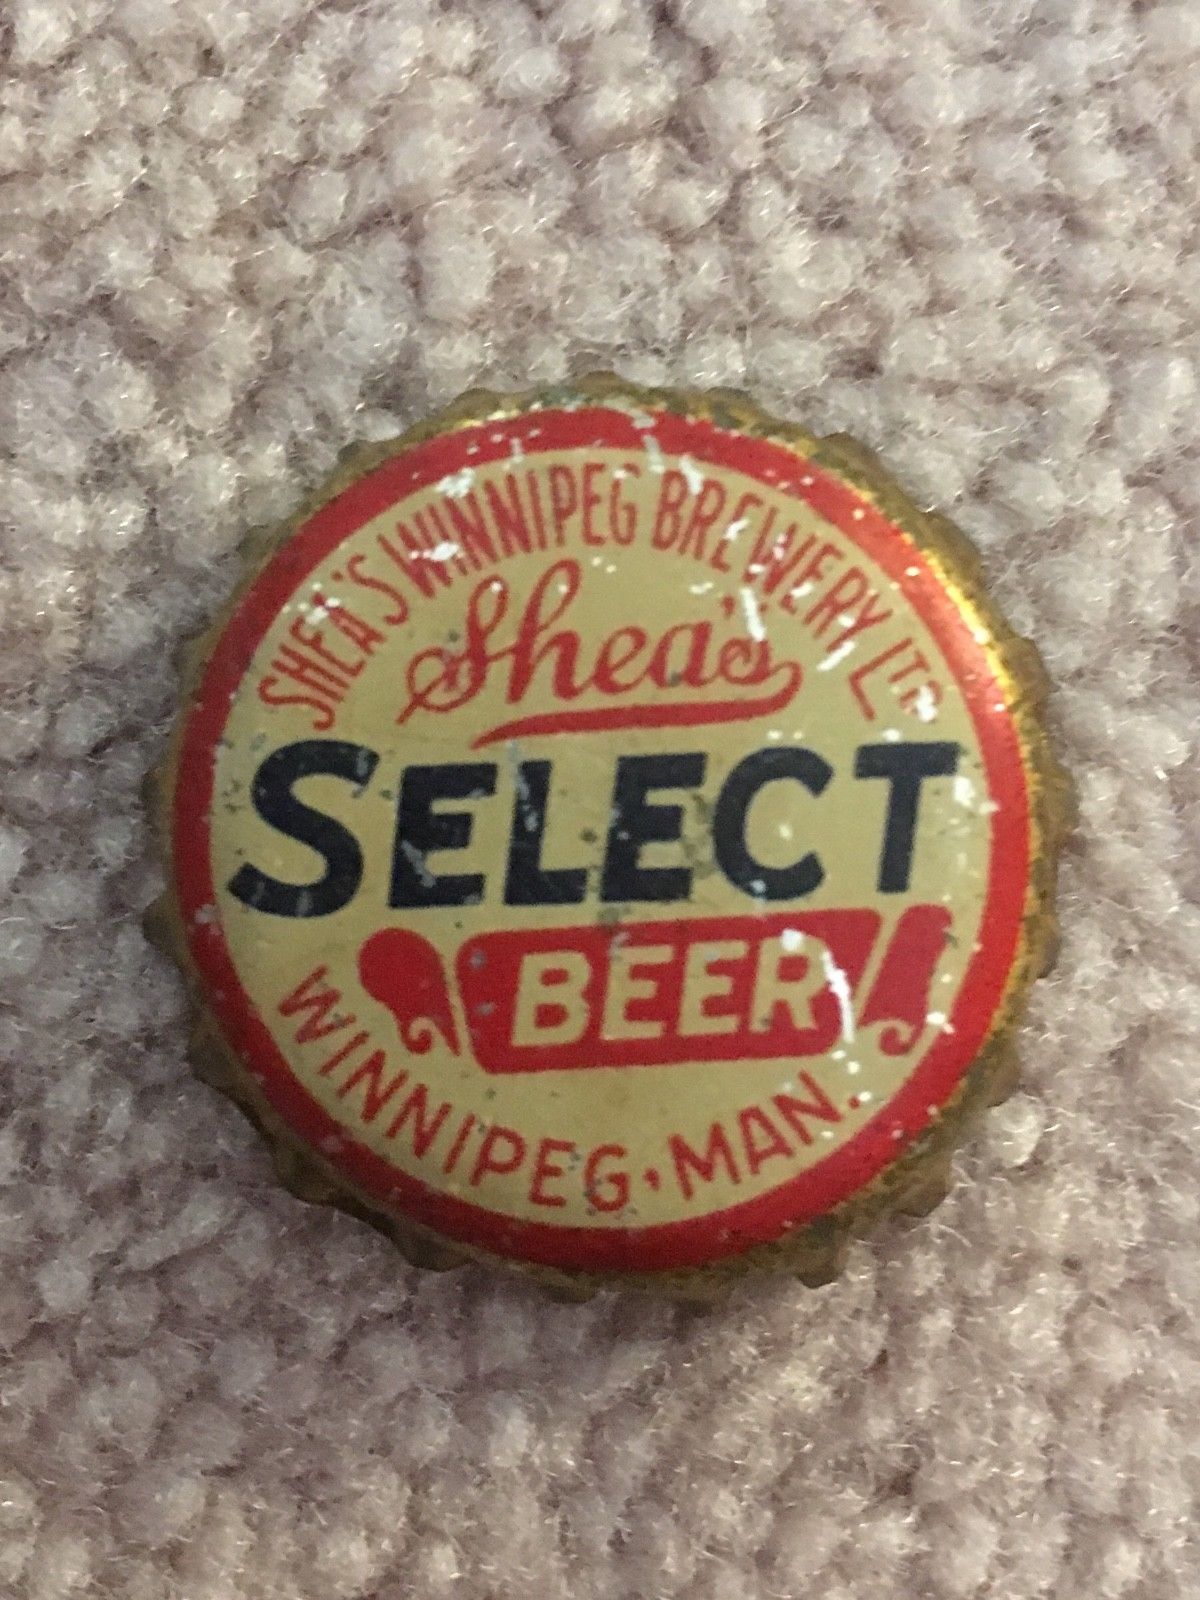 SHEA'S WINNIPEG BREWERY LTD
Shea's
SELECT
BEER
WINNIPEG, MAN.